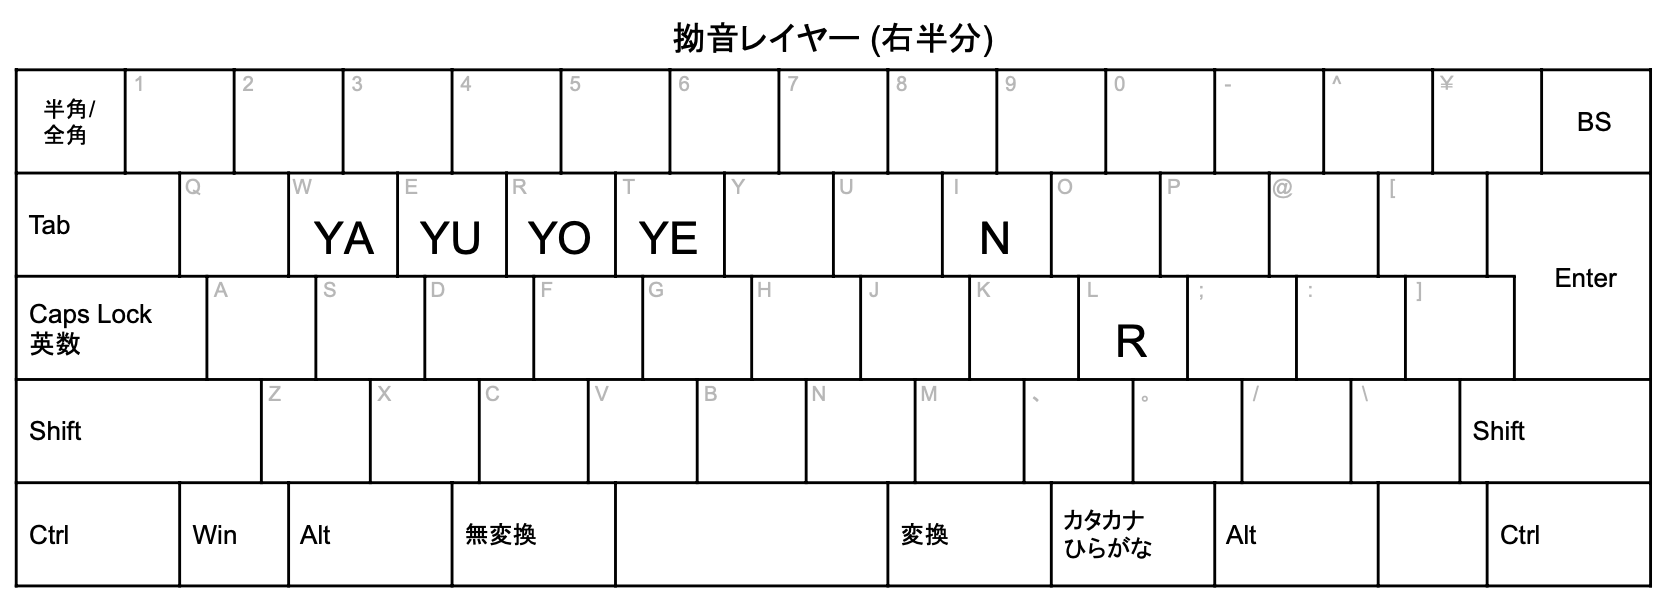 拗音レイヤー (右半分)
半角/
全角
1
2
3
4
5
6
7
8
9
0
-
^
¥
BS
Tab
Q
W
YA
E
YU
R
YO
T
YE
Y
U
I
N
O
P
@
[
Enter
Caps Lock
英数
A
S
D
F
G
H
J
K
L
R
;
:
]
Shift
Z
X
C
V
B
N
M
、
。
/
\
Shift
Ctrl
Win
Alt
無変換
変換
カタカナ
ひらがな
Alt
Ctrl